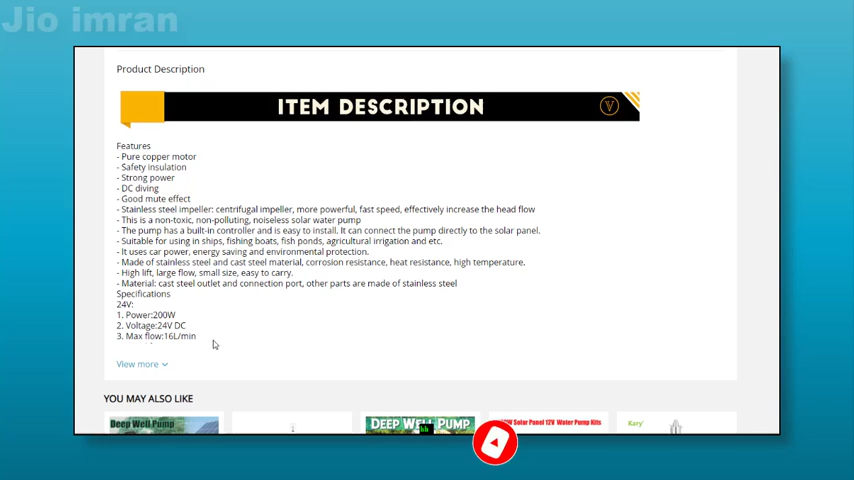 Jio imran
Product Description
ITEM DESCRIPTION
V
Features
- Pure copper motor
- Safety insulation
- Strong power
- DC diving
- Good mute effect
- Stainless steel impeller: centrifugal impeller, more powerful, fast speed, effectively increase the head flow
- This is a non-toxic, non-polluting, noiseless solar water pump
- The pump has a built-in controller and is easy to install. It can connect the pump directly to the solar panel.
- Suitable for using in ships, fishing boats, fish ponds, agricultural irrigation and etc.
- It uses car power, energy saving and environmental protection.
- Made of stainless steel and cast steel material, corrosion resistance, heat resistance, high temperature.
- High lift, large flow, small size, easy to carry.
- Material: cast steel outlet and connection port, other parts are made of stainless steel
Specifications
24V:
1. Power:200W
2. Voltage:24V DC
3. Max flow:16L/min
View more
YOU MAY ALSO LIKE
Deep Well Pump
DEEP WELL PUMP
Solar Panel 12V Water Pump Kits
Kary